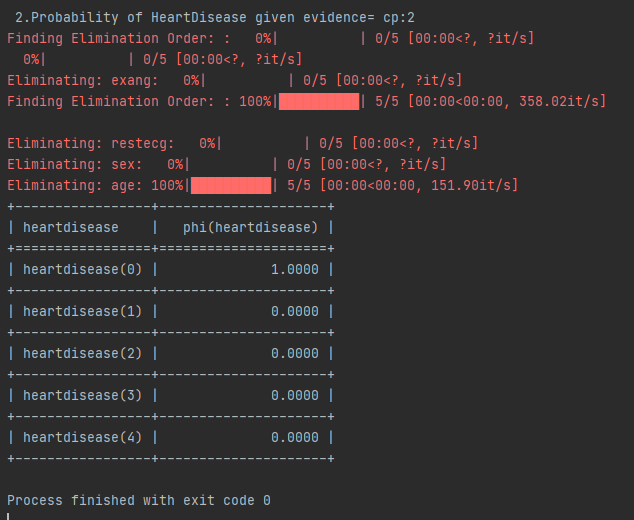 2.Probability of HeartDisease given evidence= cp:2
Finding Elimination Order: :   0%|          | 0/5 [00:00<?, ?it/s]
  0%|          | 0/5 [00:00<?, ?it/s]
Eliminating: exang:   0%|          | 0/5 [00:00<?, ?it/s]
Finding Elimination Order: : 100%|██████████| 5/5 [00:00<00:00, 358.02it/s]
Eliminating: restecg:   0%|          | 0/5 [00:00<?, ?it/s]
Eliminating: sex:   0%|          | 0/5 [00:00<?, ?it/s]
Eliminating: age: 100%|██████████| 5/5 [00:00<00:00, 151.90it/s]
+-----------------+---------------------+
| heartdisease    |   phi(heartdisease) |
+=================+=====================+
| heartdisease(0) |              1.0000 |
+-----------------+---------------------+
| heartdisease(1) |              0.0000 |
+-----------------+---------------------+
| heartdisease(2) |              0.0000 |
+-----------------+---------------------+
| heartdisease(3) |              0.0000 |
+-----------------+---------------------+
| heartdisease(4) |              0.0000 |
+-----------------+---------------------+
Process finished with exit code 0